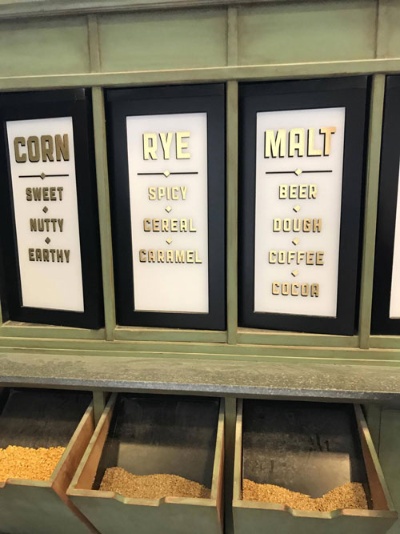 CORN
SWEET
NUTTY
EARTHY
RYE
SPICY
CEREAL
CARAMEL
MALT
BEER
DOUGH
COFFEE
COCOA